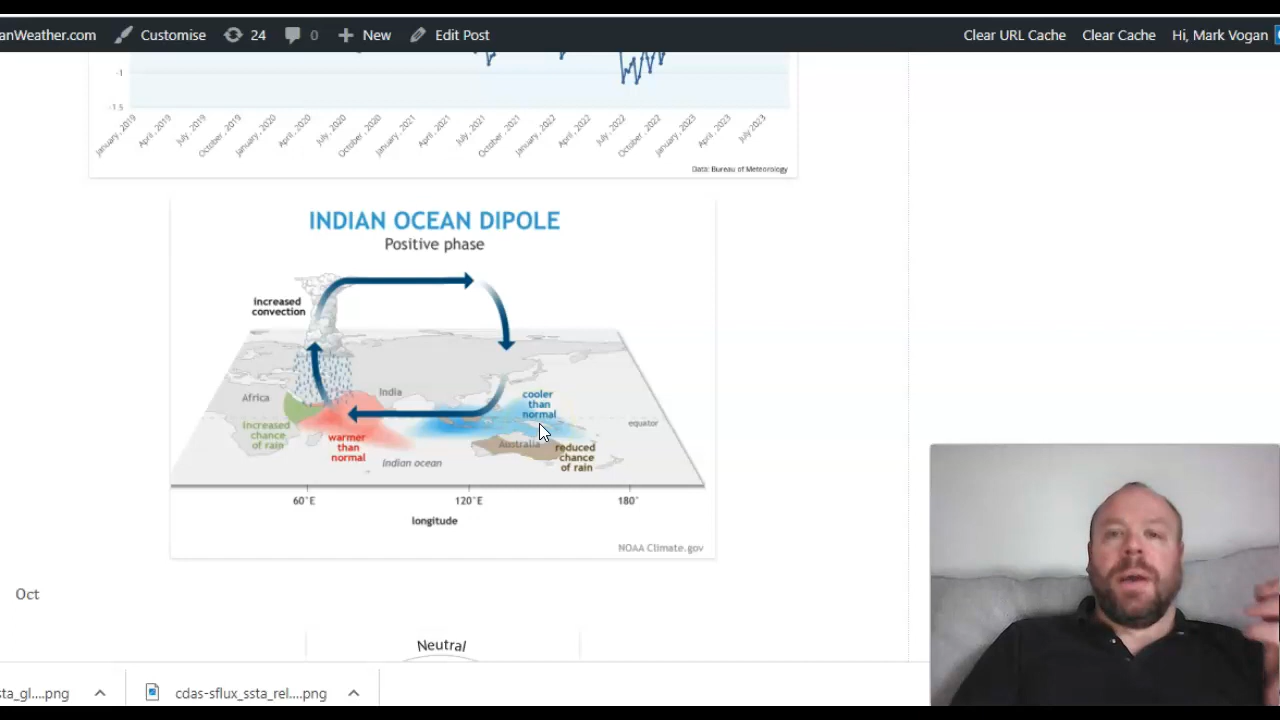 anWeather.com Customise 24 0 New Edit Post Clear URL Cache Clear Cache Hi, Mark Vogan
-1
-1.5
January, 2019 April, 2019 July, 2019 October, 2019 January, 2020 April, 2020 July, 2020 October, 2020 January, 2021 April, 2021 July, 2021 October, 2021 January, 2022 April, 2022 July, 2022 October, 2022 January, 2023 April, 2023 July, 2023
Data: Bureau of Meteorology
INDIAN OCEAN DIPOLE
Positive phase
increased
convection
Africa
India
cooler
than
normal
increased
chance
of rain
equator
warmer
than
normal
Australia
reduced
chance
of rain
Indian ocean
60°E
120°E
180°
longitude
NOAA Climate.gov
Oct
Neutral
sta_gl....png
cdas-sflux_ssta_rel....png